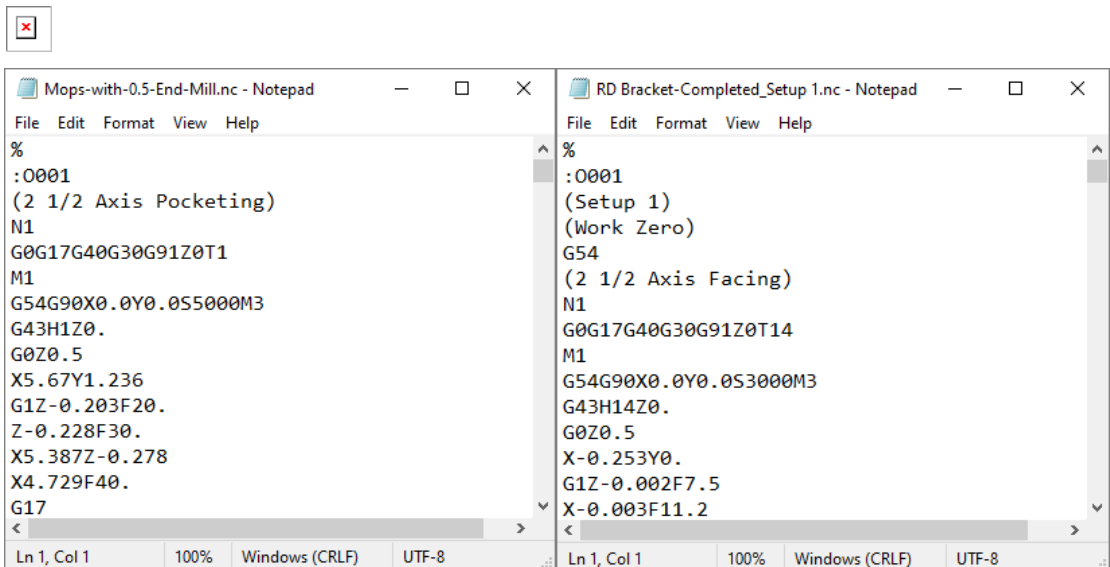 Mops-with-0.5-End-Mill.nc - Notepad
File Edit Format View Help
%
:O001
(2 1/2 Axis Pocketing)
N1
G0G17G40G30G91Z0T1
M1
G54G90X0.0Y0.0S5000M3
G43H1Z0.
G0Z0.5
X5.67Y1.236
G1Z-0.203F20.
Z-0.228F30.
X5.387Z-0.278
X4.729F40.
G17
Ln 1, Col 1 100% Windows (CRLF) UTF-8
RD Bracket-Completed_Setup 1.nc - Notepad
File Edit Format View Help
%
:O001
(Setup 1)
(Work Zero)
G54
(2 1/2 Axis Facing)
N1
G0G17G40G30G91Z0T14
M1
G54G90X0.0Y0.0S3000M3
G43H14Z0.
G0Z0.5
X-0.253Y0.
G1Z-0.002F7.5
X-0.003F11.2
Ln 1, Col 1 100% Windows (CRLF) UTF-8